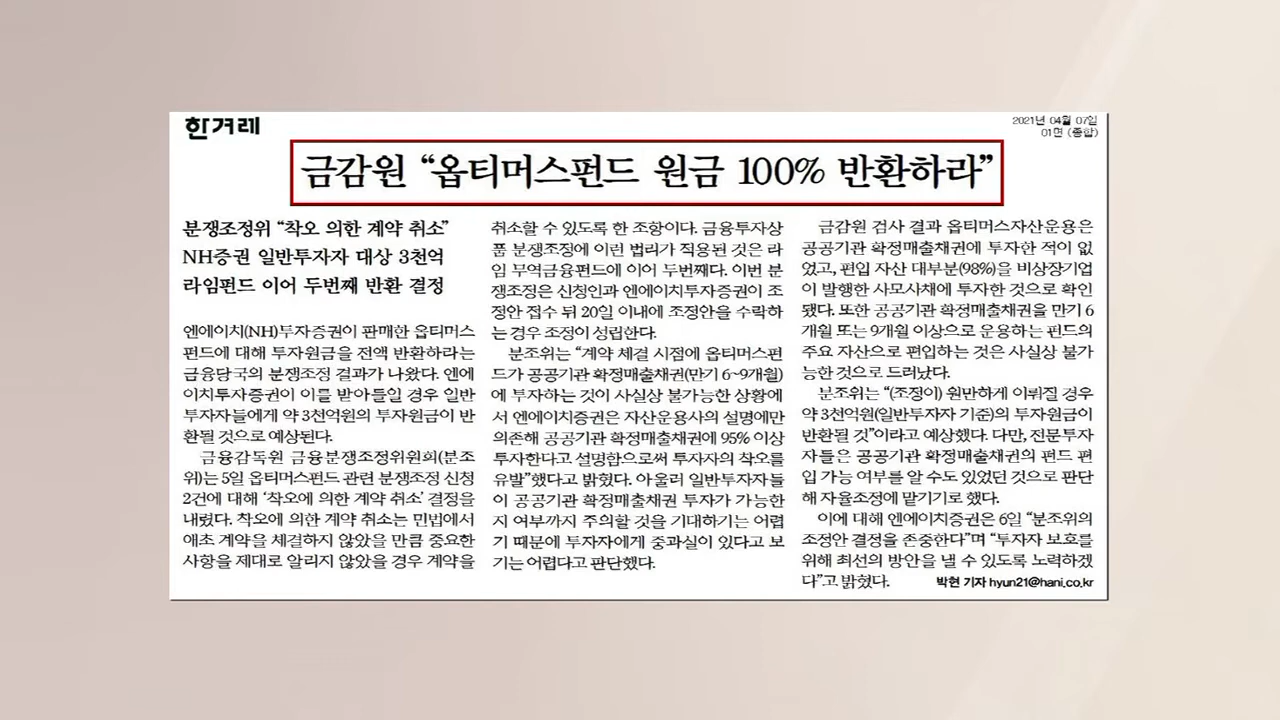 한겨레
2021년 04월 07일
01면 (종합)
금감원 “옵티머스펀드 원금 100% 반환하라”
분쟁조정위 “착오 의한 계약 취소”
NH증권 일반투자자 대상 3천억
라임펀드 이어 두번째 반환 결정
엔에이치(NH)투자증권이 판매한 옵티머스
펀드에 대해 투자원금을 전액 반환하라는
금융당국의 분쟁조정 결과가 나왔다. 엔에
이치투자증권이 이를 받아들일 경우 일반
투자자들에게 약 3천억원의 투자원금이 반
환될 것으로 예상된다.
금융감독원 금융분쟁조정위원회(분조
위)는 5일 옵티머스펀드 관련 분쟁조정 신청
2건에 대해 ‘착오에 의한 계약 취소’ 결정을
내렸다. 착오에 의한 계약 취소는 민법에서
애초 계약을 체결하지 않았을 만큼 중요한
사항을 제대로 알리지 않았을 경우 계약을
취소할 수 있도록 한 조항이다. 금융투자상
품 분쟁조정에 이런 법리가 적용된 것은 라
임 무역금융펀드에 이어 두번째다. 이번 분
쟁조정은 신청인과 엔에이치투자증권이 조
정안 접수 뒤 20일 이내에 조정안을 수락하
는 경우 조정이 성립한다.
분조위는 “계약 체결 시점에 옵티머스펀
드가 공공기관 확정매출채권(만기 6~9개월)
에 투자하는 것이 사실상 불가능한 상황에
서 엔에이치증권은 자산운용사의 설명에만
의존해 공공기관 확정매출채권에 95% 이상
투자한다고 설명함으로써 투자자의 착오를
유발”했다고 밝혔다. 아울러 일반투자자들
이 공공기관 확정매출채권 투자가 가능한
지 여부까지 주의할 것을 기대하기는 어렵
기 때문에 투자자에게 중과실이 있다고 보
기는 어렵다고 판단했다.
금감원 검사 결과 옵티머스자산운용은
공공기관 확정매출채권에 투자한 적이 없
었고, 편입 자산 대부분(98%)을 비상장기업
이 발행한 사모사채에 투자한 것으로 확인
됐다. 또한 공공기관 확정매출채권을 만기 6
개월 또는 9개월 이상으로 운용하는 펀드의
주요 자산으로 편입하는 것은 사실상 불가
능한 것으로 드러났다.
분조위는 “(조정이) 원만하게 이뤄질 경우
약 3천억원(일반투자자 기준)의 투자원금이
반환될 것”이라고 예상했다. 다만, 전문투자
자들은 공공기관 확정매출채권의 펀드 편
입 가능 여부를 알 수도 있었던 것으로 판단
해 자율조정에 맡기기로 했다.
이에 대해 엔에이치증권은 6일 “분조위의
조정안 결정을 존중한다”며 “투자자 보호를
위해 최선의 방안을 낼 수 있도록 노력하겠
다”고 밝혔다. 박현 기자 hyun21@hani.co.kr